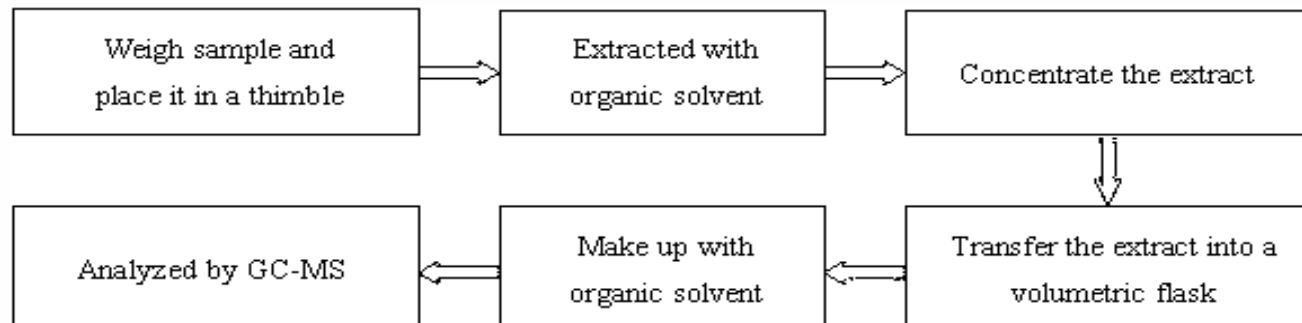 Weigh sample and
place it in a thimble
Extracted with
organic solvent
Concentrate the extract
Transfer the extract into a
volumetric flask
Make up with
organic solvent
Analyzed by GC-MS